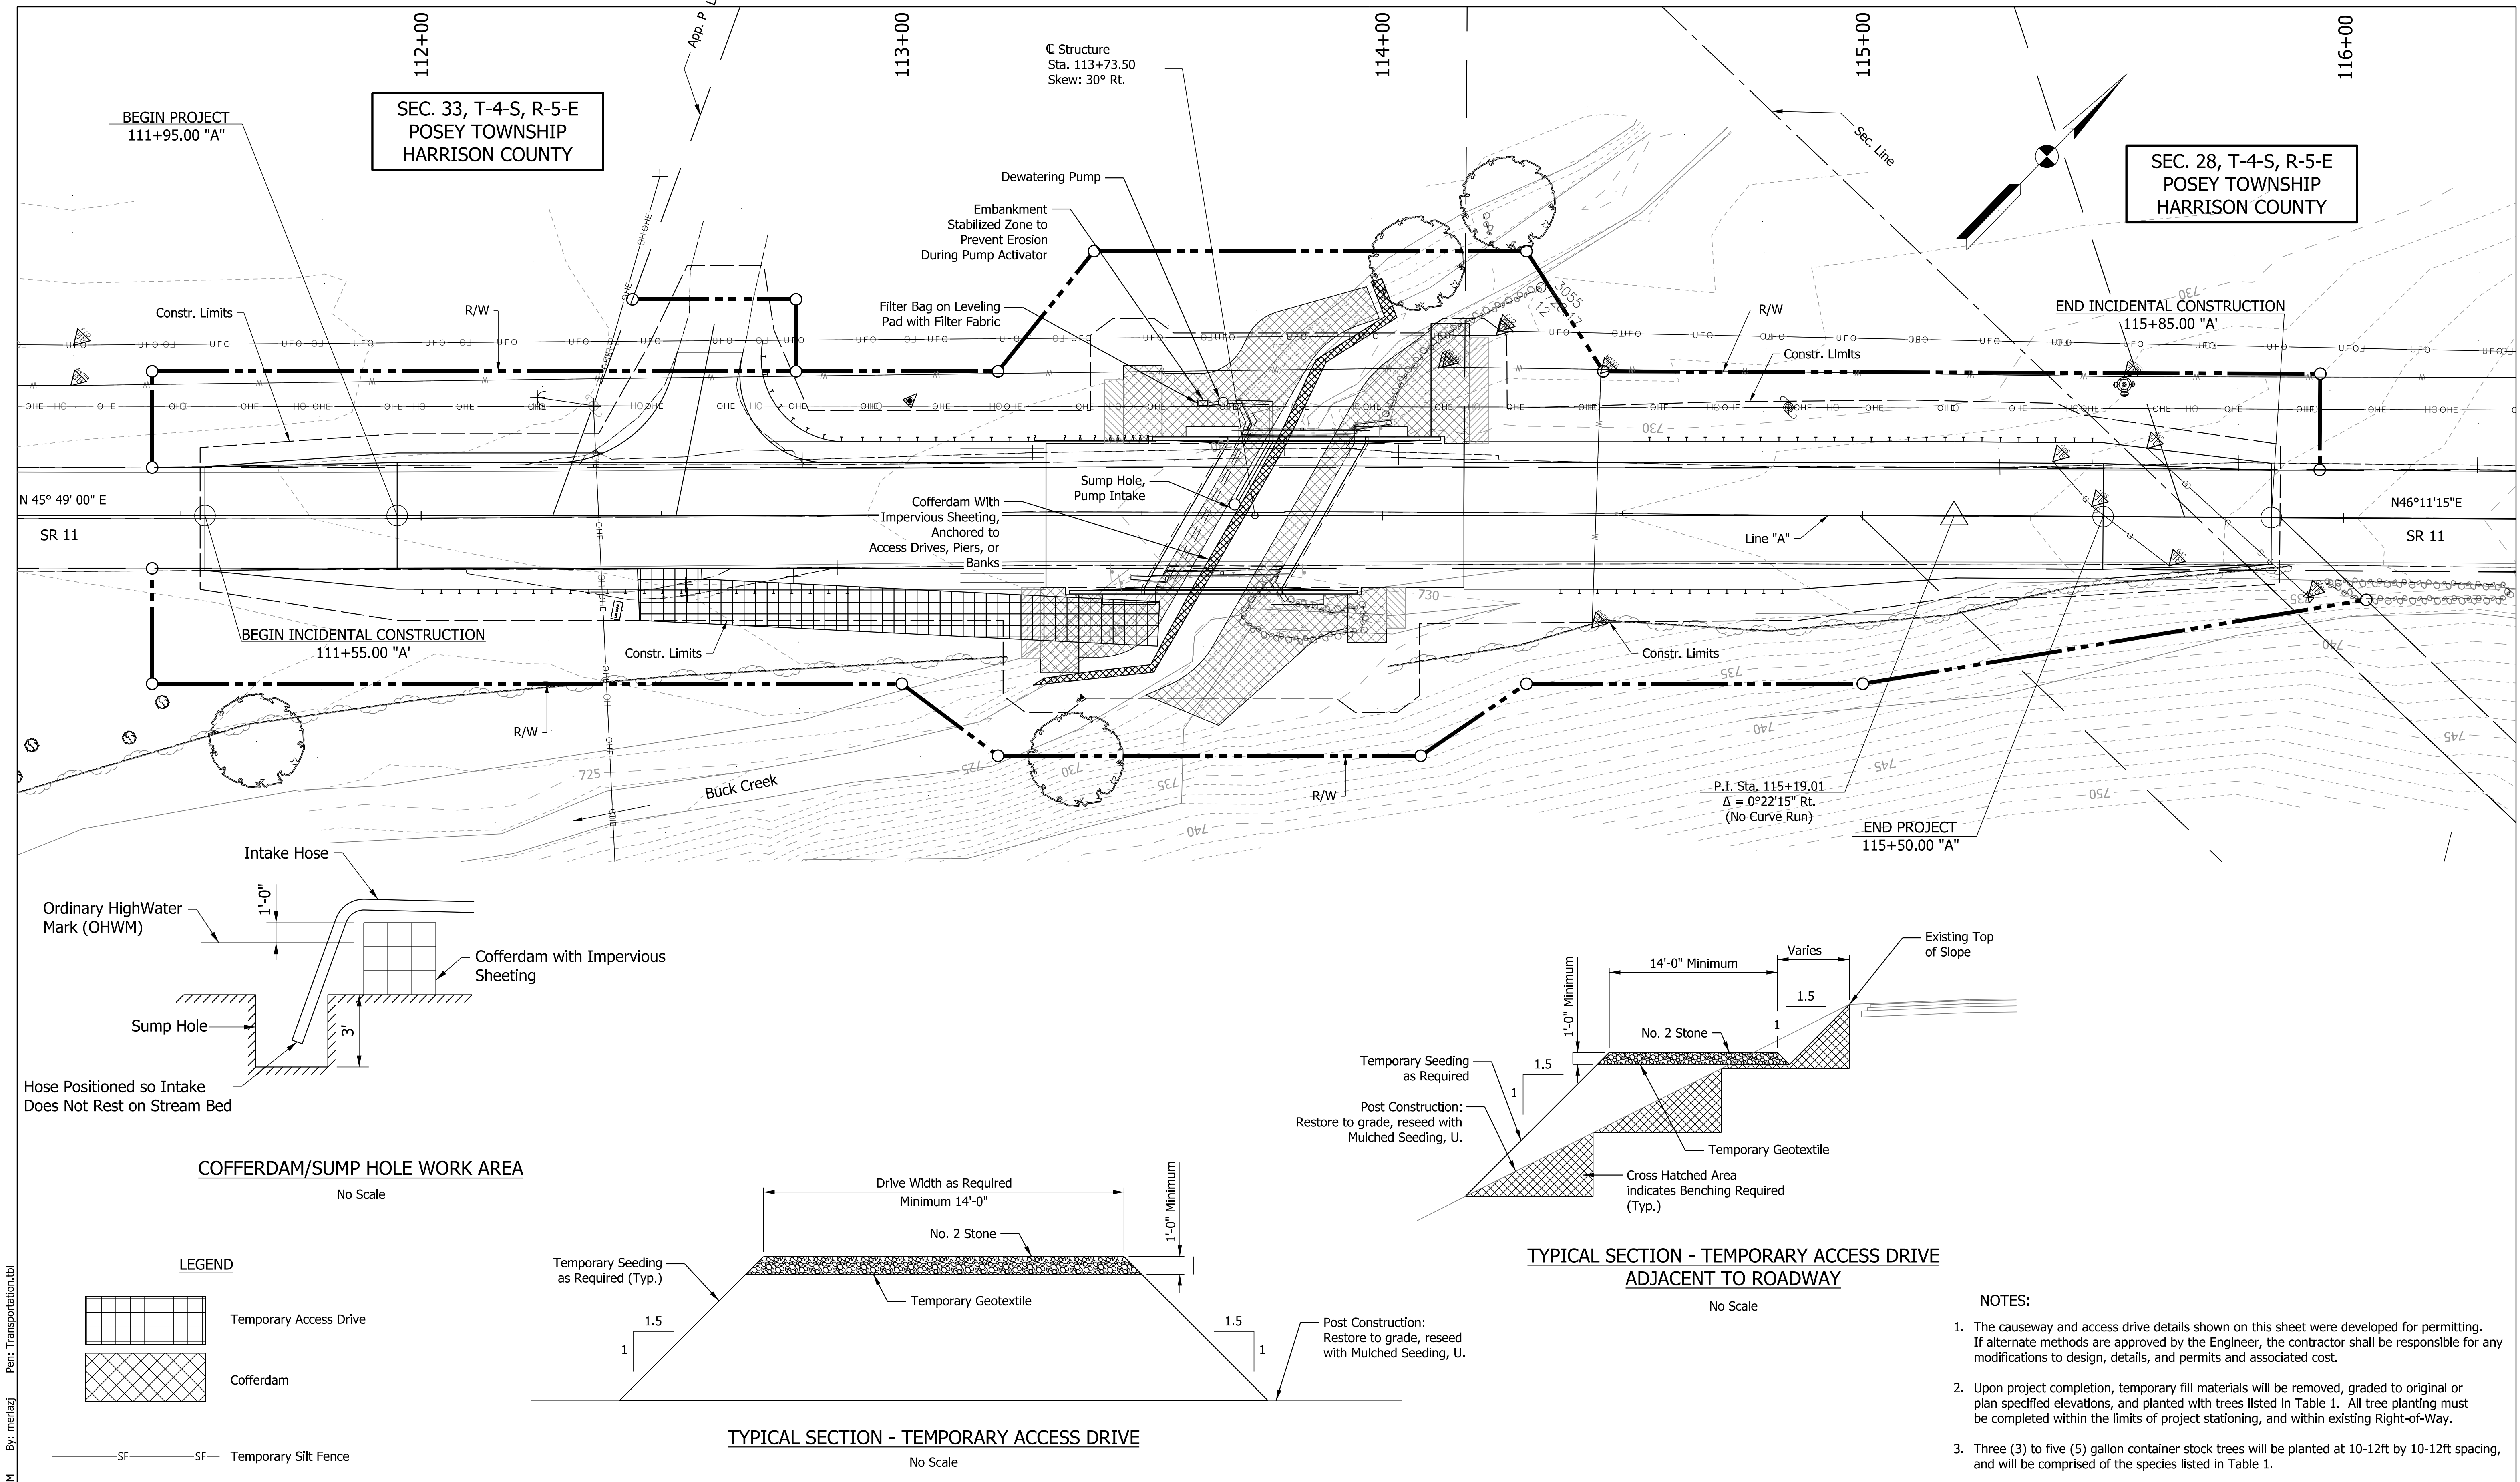 112+00
113+00
114+00
115+00
116+00
App. P
BEGIN PROJECT
111+95.00 "A"
SEC. 33, T-4-S, R-5-E
POSEY TOWNSHIP
HARRISON COUNTY
℄ Structure
Sta. 113+73.50
Skew: 30° Rt.
Sec. Line
SEC. 28, T-4-S, R-5-E
POSEY TOWNSHIP
HARRISON COUNTY
Dewatering Pump
Embankment
Stabilized Zone to
Prevent Erosion
During Pump Activator
Filter Bag on Leveling
Pad with Filter Fabric
Constr. Limits
R/W
R/W
Constr. Limits
END INCIDENTAL CONSTRUCTION
115+85.00 "A'
730
730
N 45° 49' 00" E
SR 11
Sump Hole,
Pump Intake
Cofferdam With
Impervious Sheeting,
Anchored to
Access Drives, Piers, or
Banks
Line "A"
N46°11'15"E
SR 11
BEGIN INCIDENTAL CONSTRUCTION
111+55.00 "A'
Constr. Limits
730
Constr. Limits
735
735
740
R/W
725
Buck Creek
725
730
735
740
R/W
740
745
745
750
P.I. Sta. 115+19.01
Δ = 0°22'15" Rt.
(No Curve Run)
END PROJECT
115+50.00 "A"
Intake Hose
1'-0"
Ordinary HighWater
Mark (OHWM)
Cofferdam with Impervious
Sheeting
Sump Hole
3'
Hose Positioned so Intake
Does Not Rest on Stream Bed
COFFERDAM/SUMP HOLE WORK AREA
No Scale
LEGEND
Temporary Access Drive
Cofferdam
SF SF Temporary Silt Fence
Drive Width as Required
Minimum 14'-0"
1'-0" Minimum
No. 2 Stone
Temporary Seeding
as Required (Typ.)
Temporary Geotextile
1.5
1
1.5
1
Post Construction:
Restore to grade, reseed
with Mulched Seeding, U.
TYPICAL SECTION - TEMPORARY ACCESS DRIVE
No Scale
Existing Top
of Slope
Varies
14'-0" Minimum
1'-0" Minimum
1.5
1
No. 2 Stone
Temporary Seeding
as Required
1.5
1
Post Construction:
Restore to grade, reseed with
Mulched Seeding, U.
Temporary Geotextile
Cross Hatched Area
indicates Benching Required
(Typ.)
TYPICAL SECTION - TEMPORARY ACCESS DRIVE
ADJACENT TO ROADWAY
No Scale
NOTES:
1. The causeway and access drive details shown on this sheet were developed for permitting.
If alternate methods are approved by the Engineer, the contractor shall be responsible for any
modifications to design, details, and permits and associated cost.
2. Upon project completion, temporary fill materials will be removed, graded to original or
plan specified elevations, and planted with trees listed in Table 1. All tree planting must
be completed within the limits of project stationing, and within existing Right-of-Way.
3. Three (3) to five (5) gallon container stock trees will be planted at 10-12ft by 10-12ft spacing,
and will be comprised of the species listed in Table 1.
M By: merlazj Pen: Transportation.tbl